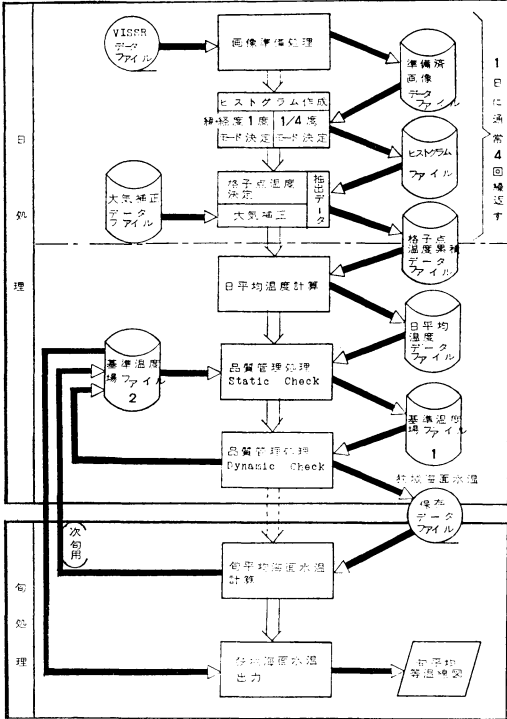 VISSR
データ
ファイル
画像準備処理
準備済
画像
データ
ファイル
ヒストグラム作成
緯経度1度
1/4度
モード決定
モード決定
ヒストグラム
ファイル
1日に通常4回繰返す
日処理
大気補正
データ
ファイル
格子点温度
決定
大気補正
抽出データ
格子点
温度累積
データ
ファイル
日平均温度計算
日平均
温度
データ
ファイル
基準温度
場ファイル
2
品質管理処理
Static Check
基準温度
場ファイル
1
品質管理処理
Dynamic Check
海面水温
保存
データ
ファイル
次旬用
旬処理
旬平均海面水温
計算
海面水温
出力
旬平均
等温線図